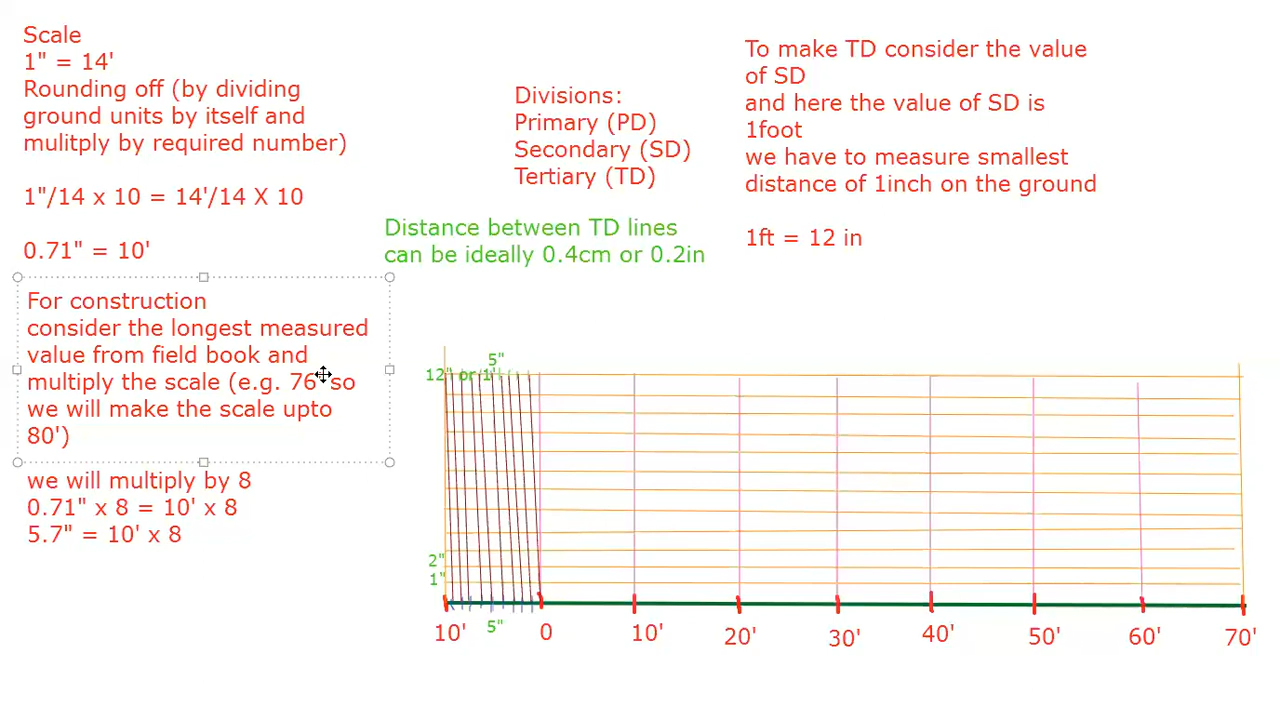 Scale
1" = 14'
Rounding off (by dividing
ground units by itself and
mulitply by required number)
1"/14 x 10 = 14'/14 X 10
0.71" = 10'
For construction
consider the longest measured
value from field book and
multiply the scale (e.g. 76' so
we will make the scale upto
80')
we will multiply by 8
0.71" x 8 = 10' x 8
5.7" = 10' x 8
Divisions:
Primary (PD)
Secondary (SD)
Tertiary (TD)
Distance between TD lines
can be ideally 0.4cm or 0.2in
To make TD consider the value
of SD
and here the value of SD is
1foot
we have to measure smallest
distance of 1inch on the ground
1ft = 12 in
5"
12" or 1'
2"
1"
5"
10' 0 10' 20' 30' 40' 50' 60' 70'